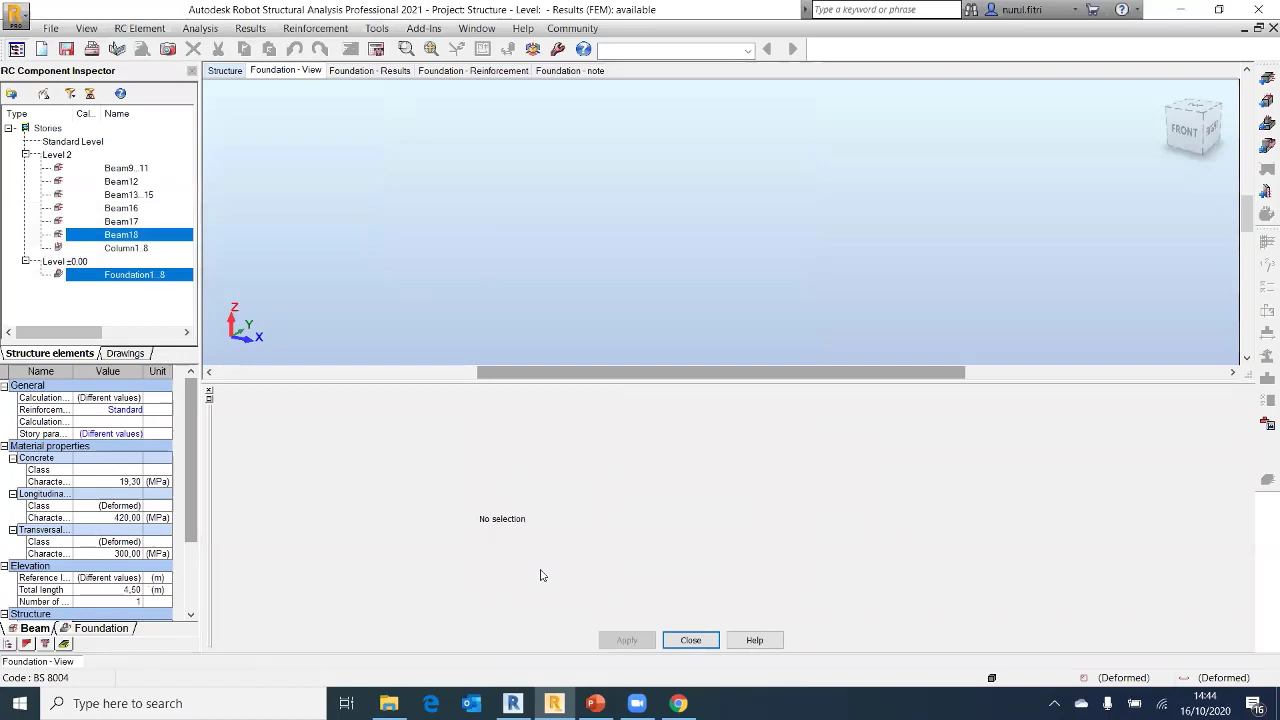 PRO
Autodesk Robot Structural Analysis Professional 2021 - Project Structure - Level: - Results (FEM): available
Type a keyword or phrase
nurul.fitri
File
View
RC Element
Analysis
Results
Reinforcement
Tools
Add-Ins
Window
Help
Community
RC Component Inspector
Structure
Foundation - View
Foundation - Results
Foundation - Reinforcement
Foundation - note
Type
Cal...
Name
Stories
Standard Level
Level 2
Beam9...11
Beam12
Beam13...15
Beam16
Beam17
Beam18
Column1..8
Level ±0.00
Foundation1..8
Structure elements
Drawings
FRONT
Z
Y
X
Name Value Unit
General
Calculation... (Different values)
Reinforcem... Standard
Calculation...
Story para... (Different values)
Material properties
Concrete
Class
Characte... 19,30 (MPa)
Longitudina...
Class (Deformed)
Characte... 420,00 (MPa)
Transversal...
Class (Deformed)
Characte... 300,00 (MPa)
Elevation
Reference l... (Different values) (m)
Total length 4,50 (m)
Number of... 1
Structure
Beam
Foundation
No selection
Apply
Close
Help
Foundation - View
Code : BS 8004
(Deformed)
(Deformed)
Type here to search
14:44
16/10/2020